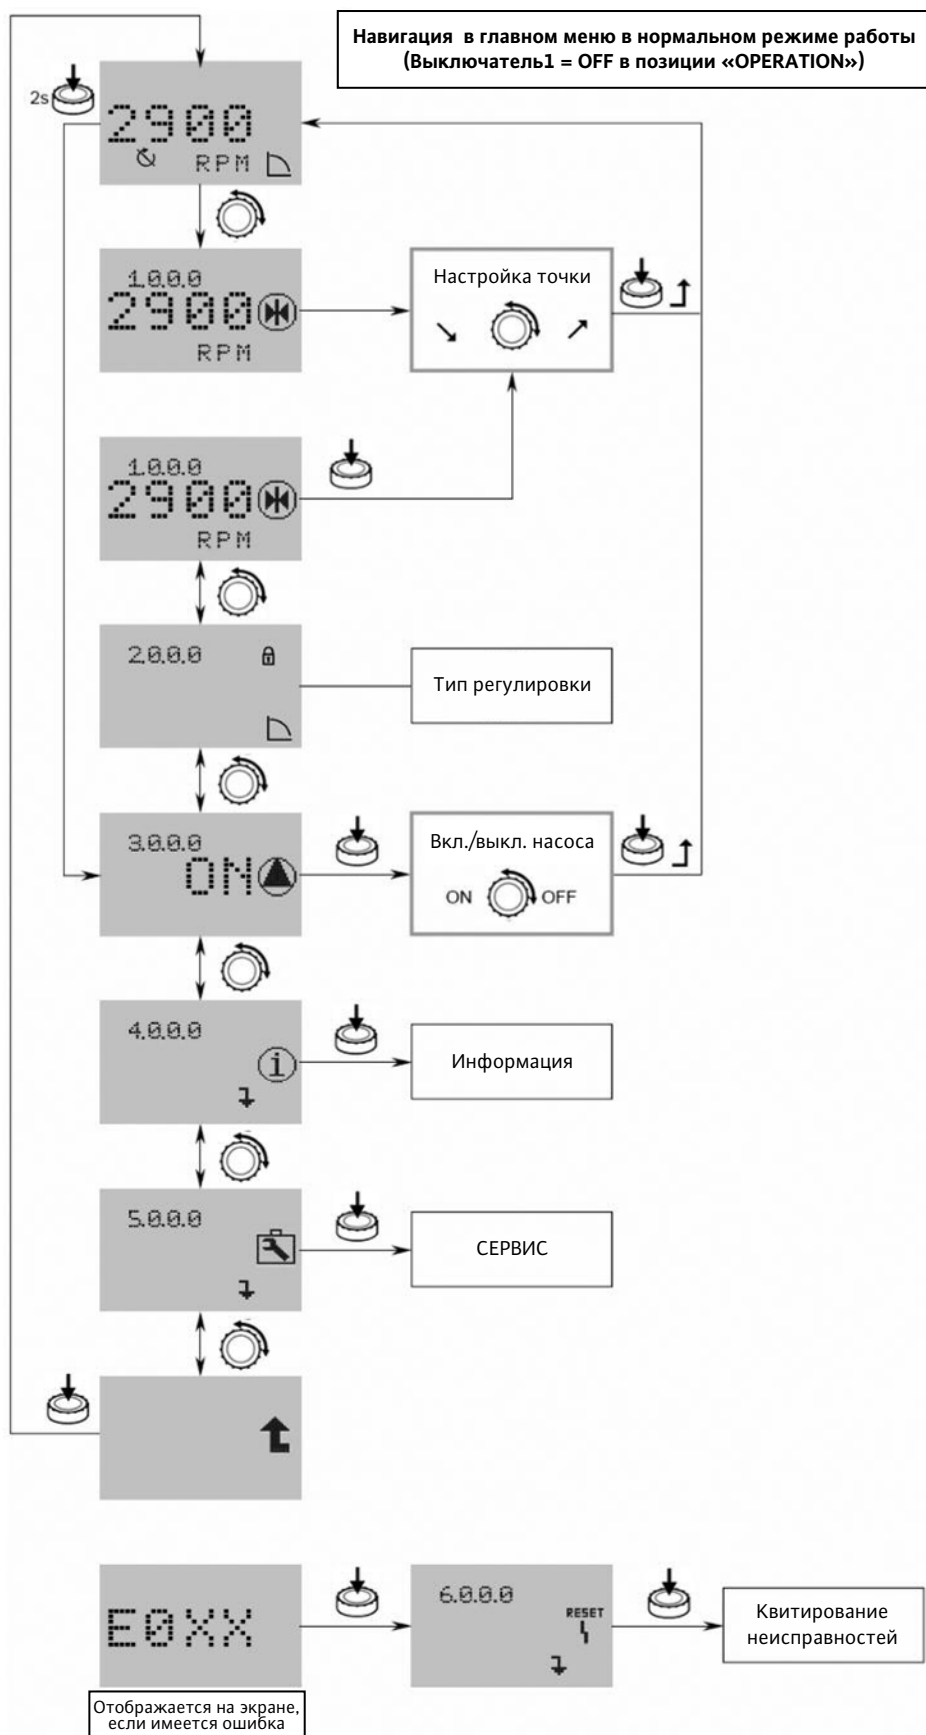 Навигация в главном меню в нормальном режиме работы
(Выключатель1 = OFF в позиции «OPERATION»)
2s
2900
RPM
1.0.0.0
2900
RPM
Настройка точки
1.0.0.0
2900
RPM
2.0.0.0
Тип регулировки
3.0.0.0
ON
Вкл./выкл. насоса
ON OFF
4.0.0.0
i
Информация
5.0.0.0
СЕРВИС
E0XX
6.0.0.0
RESET
Квитирование
неисправностей
Отображается на экране,
если имеется ошибка